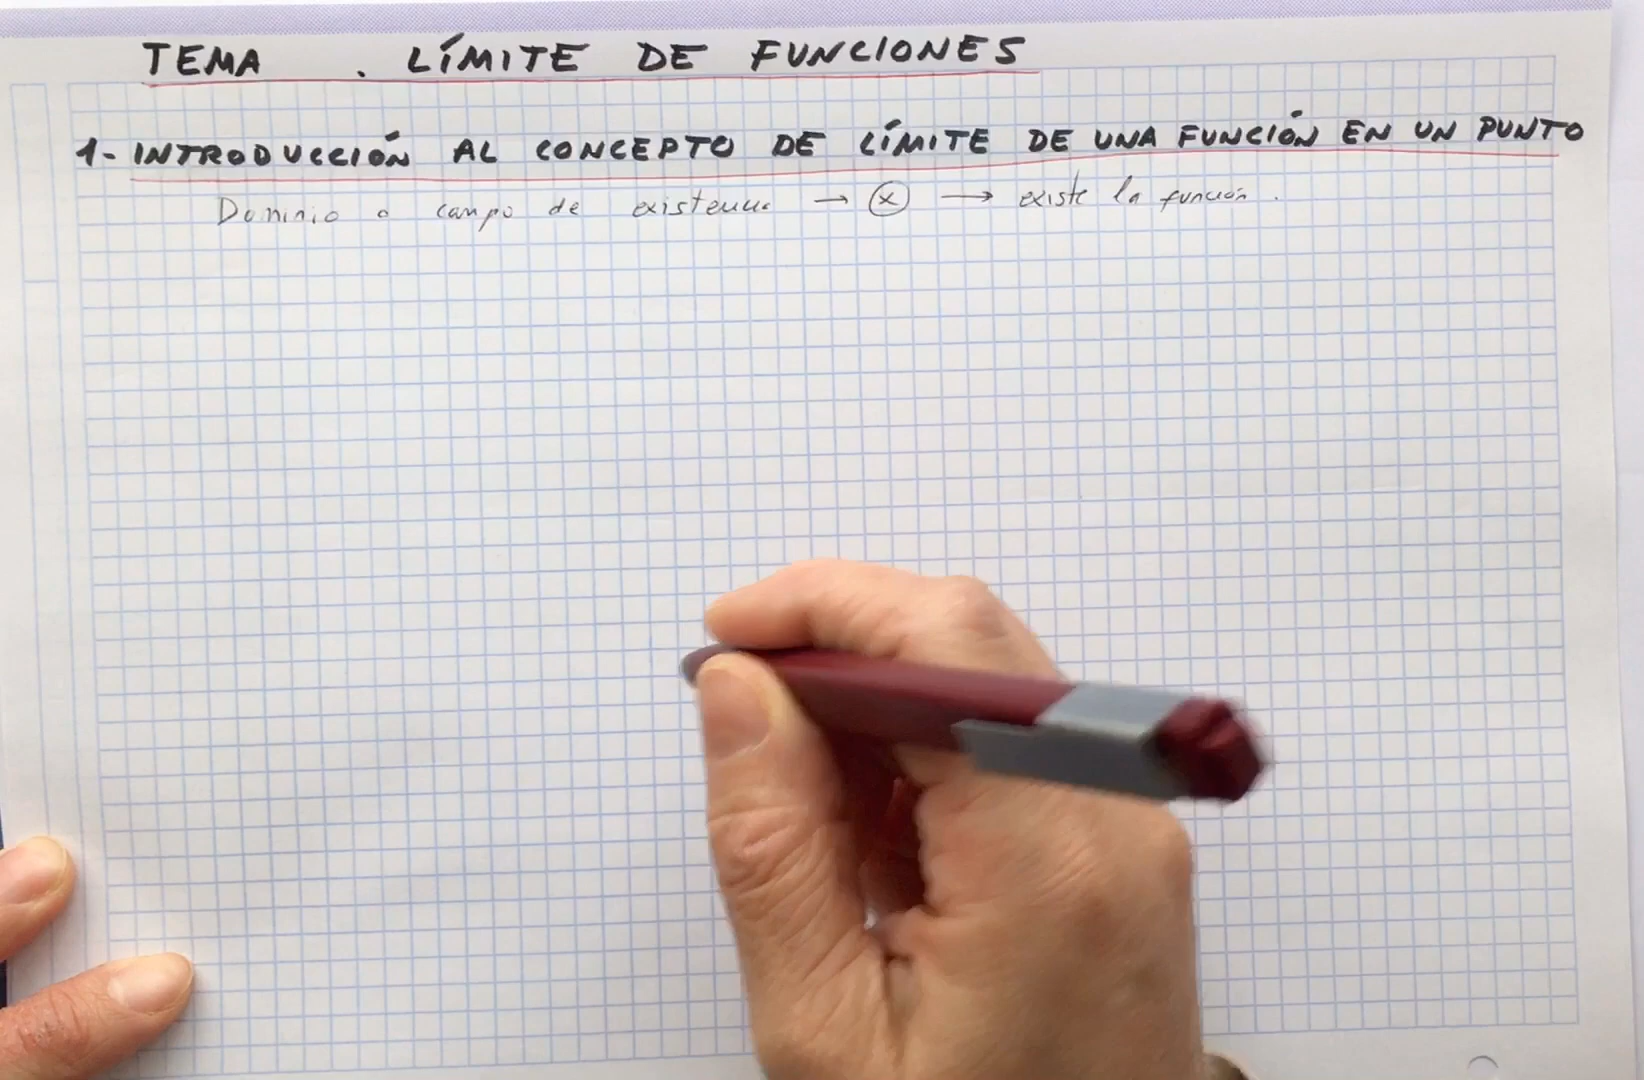 TEMA . LÍMITE DE FUNCIONES
1- INTRODUCCIÓN AL CONCEPTO DE LÍMITE DE UNA FUNCIÓN EN UN PUNTO
Dominio o campo de existencia → ⓧ → existe la función.